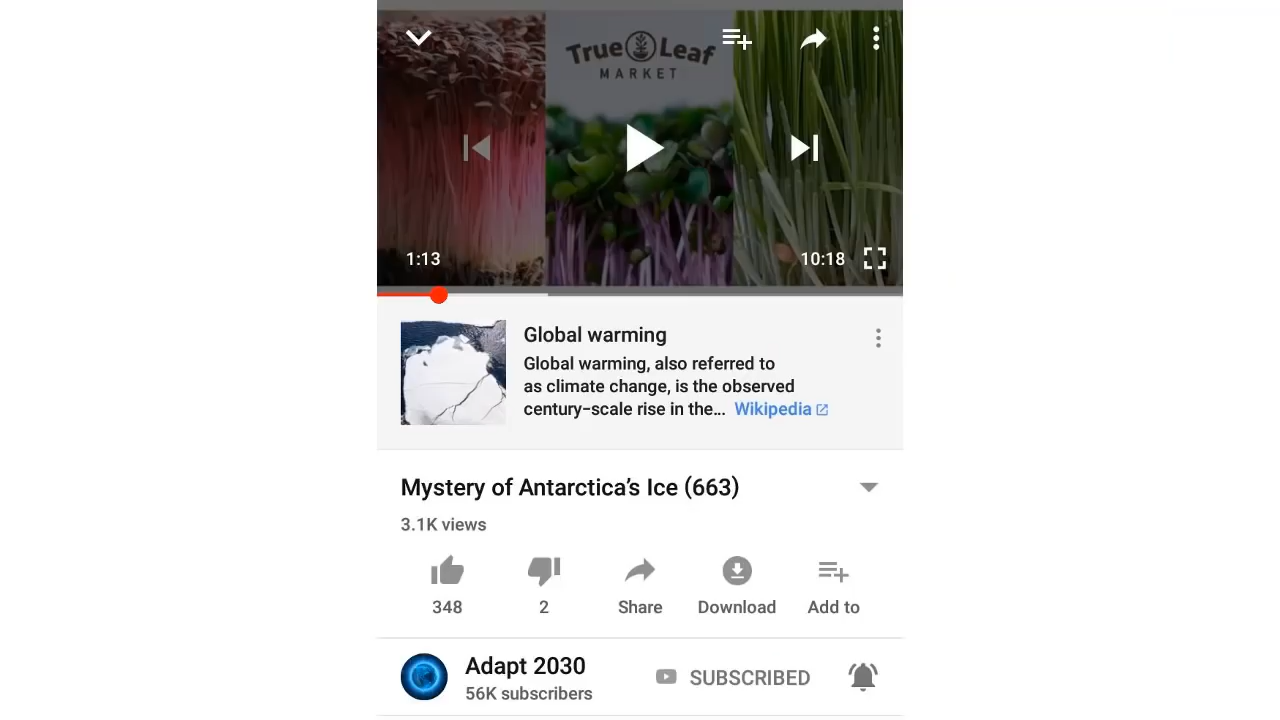 True Leaf
MARKET
1:13
10:18
Global warming
Global warming, also referred to
as climate change, is the observed
century-scale rise in the... Wikipedia
Mystery of Antarctica's Ice (663)
3.1K views
348
2
Share
Download
Add to
Adapt 2030
SUBSCRIBED
56K subscribers